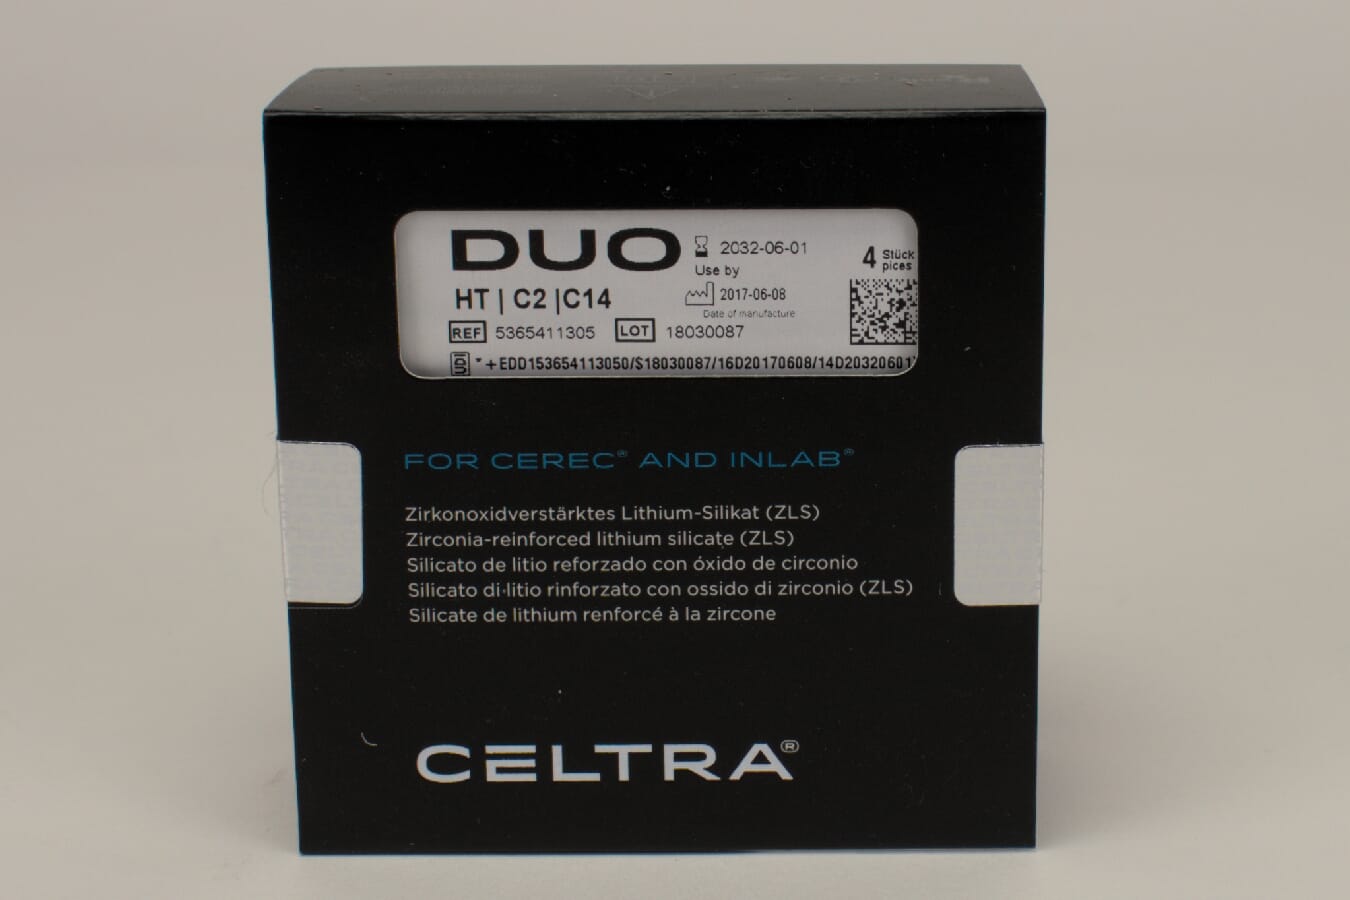 DUO
2032-06-01
Use by
4 Stück
pices
HT | C2 |C14
2017-06-08
Date of manufacture
REF 5365411305 LOT 18030087
UDI *+EDD153654113050/S18030087/16D20170608/14D20320601
FOR CEREC® AND INLAB®
Zirkonoxidverstärktes Lithium-Silikat (ZLS)
Zirconia-reinforced lithium silicate (ZLS)
Silicato de litio reforzado con óxido de circonio
Silicato di litio rinforzato con ossido di zirconio (ZLS)
Silicate de lithium renforcé à la zircone
CELTRA®